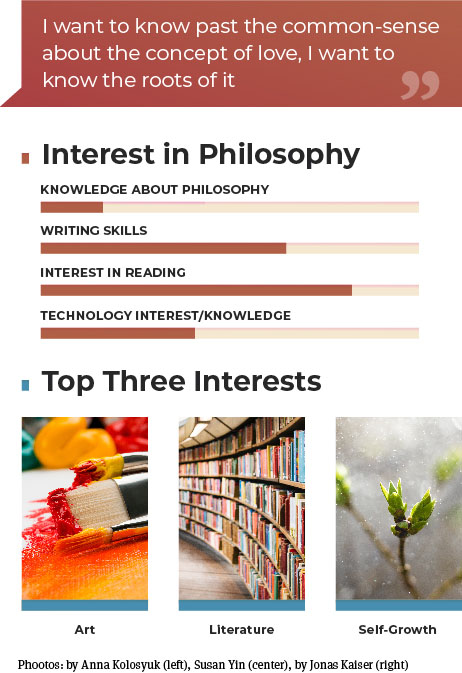 I want to know past the common-sense
about the concept of love, I want to
know the roots of it
”
Interest in Philosophy
KNOWLEDGE ABOUT PHILOSOPHY
WRITING SKILLS
INTEREST IN READING
TECHNOLOGY INTEREST/KNOWLEDGE
Top Three Interests
Art
Literature
Self-Growth
Phootos: by Anna Kolosyuk (left), Susan Yin (center), by Jonas Kaiser (right)